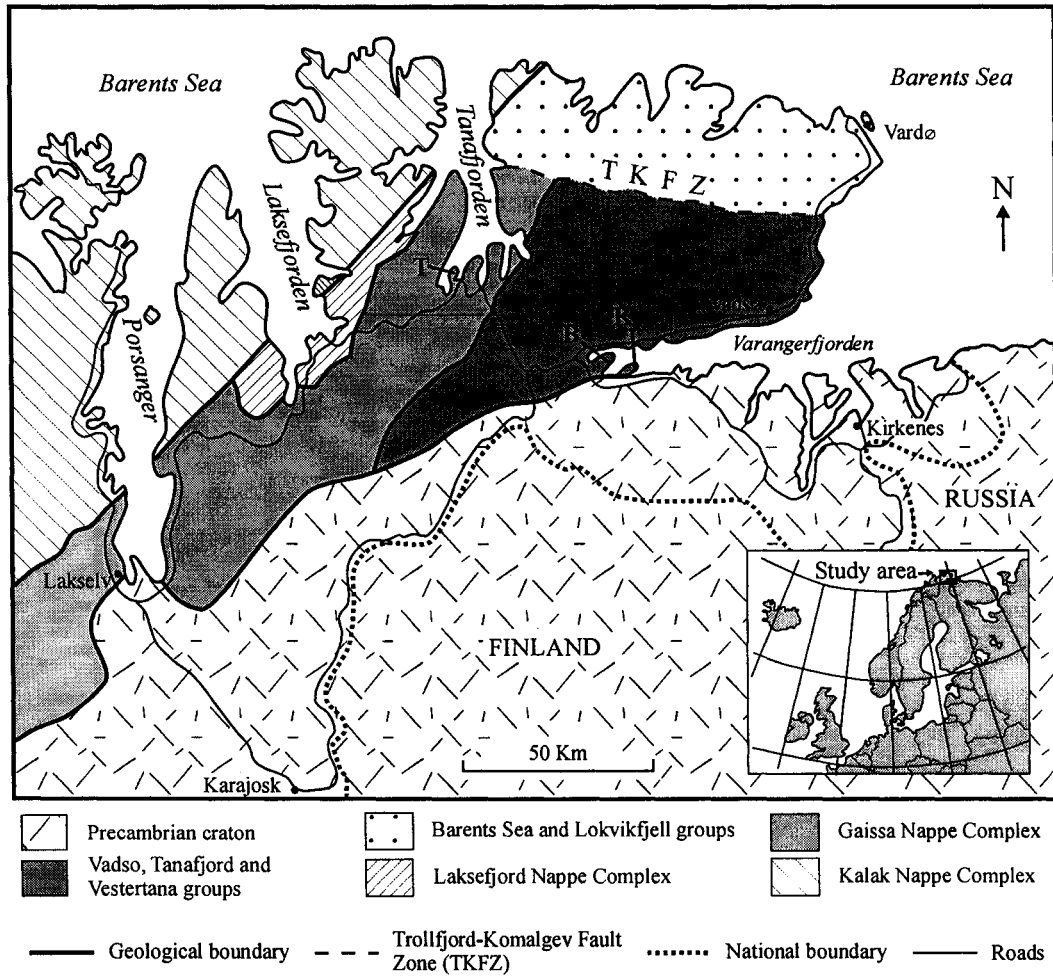 Barents Sea
Barents Sea
Tanafjorden
Vardø
T K F Z
Laksefjorden
N
T
Porsanger
B
R
Varangerfjorden
Kirkenes
RUSSIA
Lakselv
Study area
FINLAND
50 Km
Karajosk
Precambrian craton
Barents Sea and Lokvikfjell groups
Gaissa Nappe Complex
Vadso, Tanafjord and
Vestertana groups
Laksefjord Nappe Complex
Kalak Nappe Complex
Geological boundary
Trollfjord-Komalgev Fault
Zone (TKFZ)
National boundary
Roads